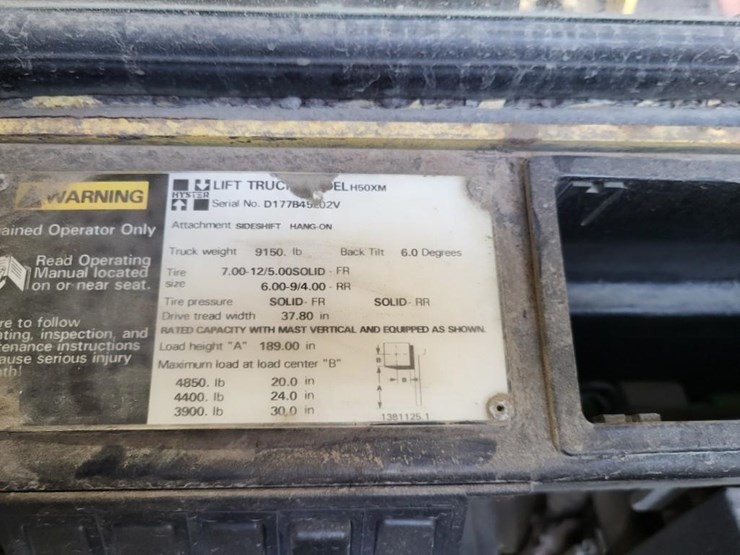 WARNING
ained Operator Only
Read Operating
Manual located
on or near seat.
re to follow
ating, inspection, and
tenance instructions
ause serious injury
ath!
HYSTER
LIFT TRUC DEL H50XM
Serial No.
Attachment SIDESHIFT HANG-ON
Truck weight 9150. lb Back Tilt 6.0 Degrees
Tire size 7.00-12/5.00SOLID - FR
6.00-9/4.00 - RR
Tire pressure SOLID- FR SOLID- RR
Drive tread width 37.80 in
RATED CAPACITY WITH MAST VERTICAL AND EQUIPPED AS SHOWN.
Load height "A" 189.00 in
Maximum load at load center "B"
4850. lb 20.0 in
4400. lb 24.0 in
3900. lb 30.0 in
B
B
A
1381125.1